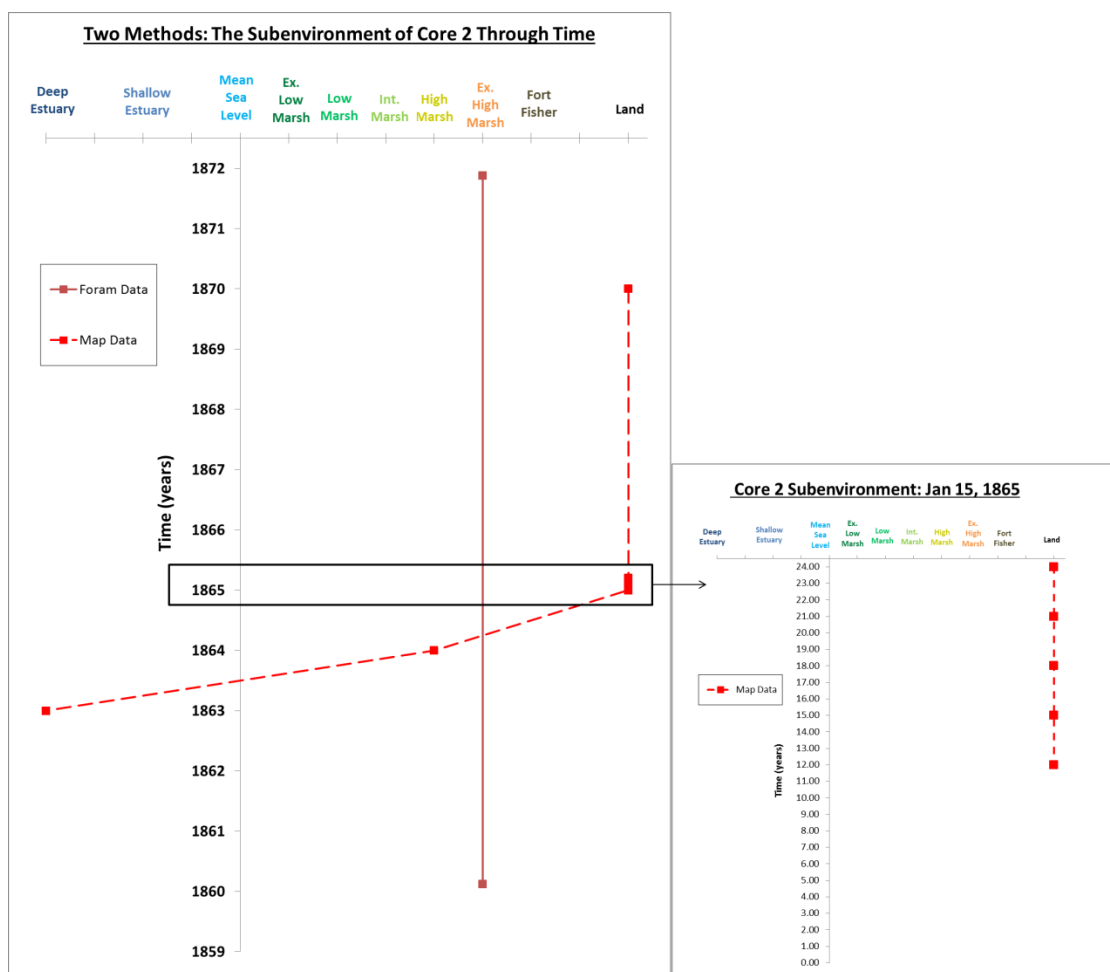 Two Methods: The Subenvironment of Core 2 Through Time
Deep
Estuary
Shallow
Estuary
Mean
Sea
Level
Ex.
Low
Marsh
Low
Marsh
Int.
Marsh
High
Marsh
Ex.
High
Marsh
Fort
Fisher
Land
1872
1871
1870
1869
1868
1867
1866
1865
1864
1863
1862
1861
1860
1859
Time (years)
Foram Data
Map Data
Core 2 Subenvironment: Jan 15, 1865
Deep
Estuary
Shallow
Estuary
Mean
Sea
Level
Ex.
Low
Marsh
Low
Marsh
Int.
Marsh
High
Marsh
Ex.
High
Marsh
Fort
Fisher
Land
24.00
23.00
22.00
21.00
20.00
19.00
18.00
17.00
16.00
15.00
14.00
13.00
12.00
11.00
10.00
9.00
8.00
7.00
6.00
5.00
4.00
3.00
2.00
1.00
0.00
Time (years)
Map Data